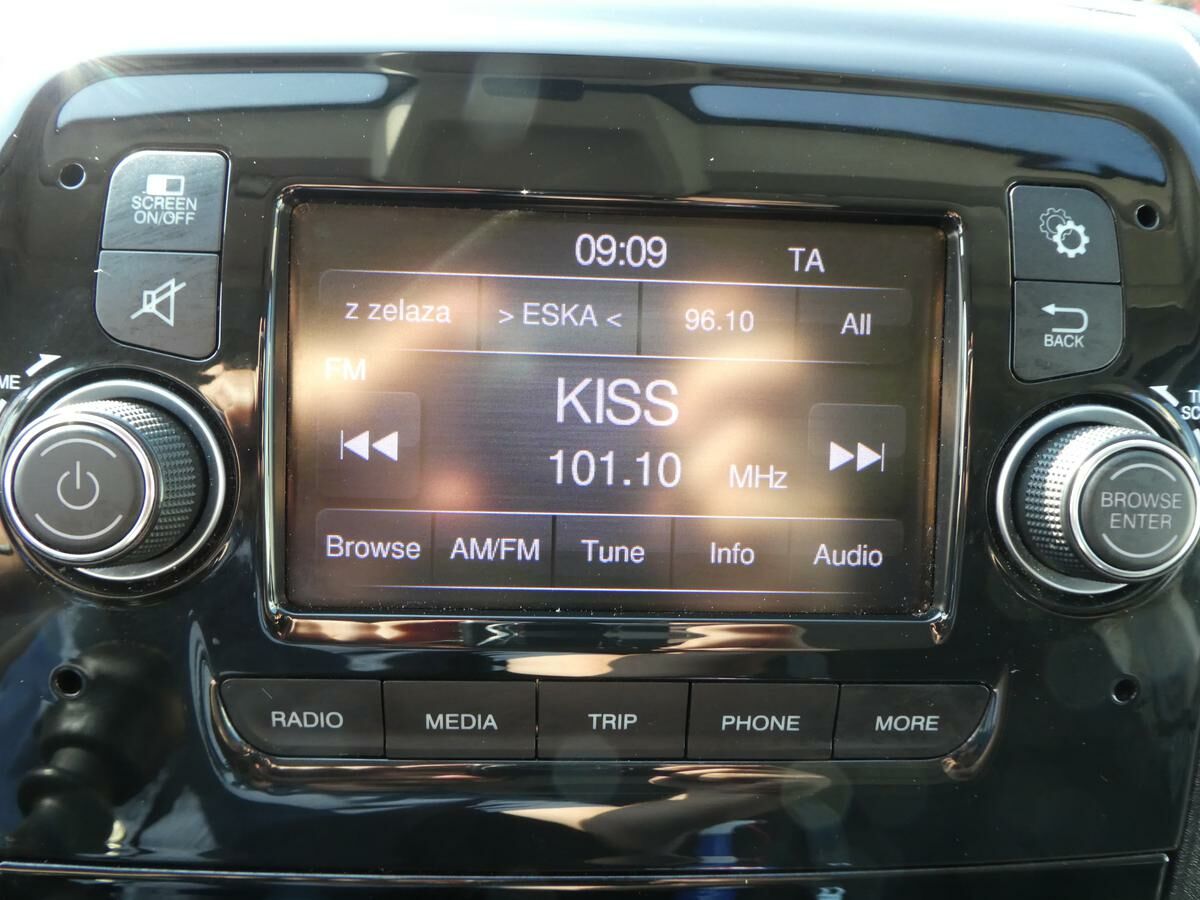 SCREEN
ON/OFF
09:09 TA
z zelaza > ESKA < 96.10 All
BACK
FM
KISS
101.10 MHz
BROWSE
ENTER
Browse AM/FM Tune Info Audio
RADIO MEDIA TRIP PHONE MORE